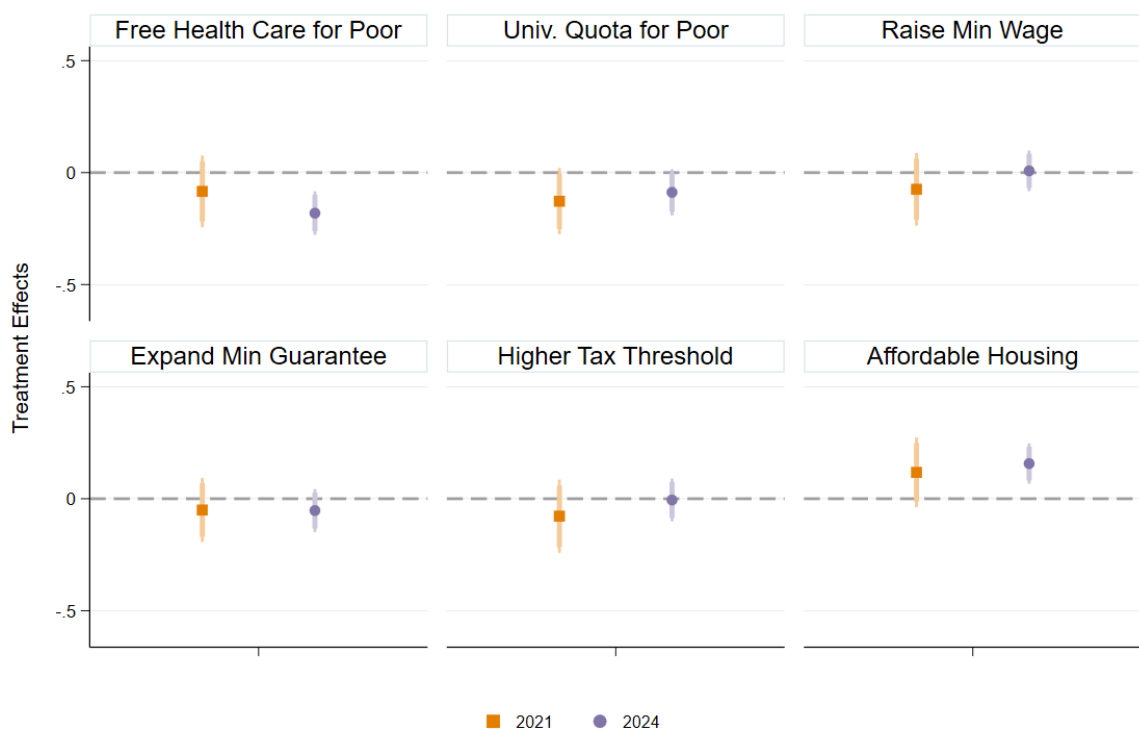 Free Health Care for Poor
Univ. Quota for Poor
Raise Min Wage
.5
0
-.5
Expand Min Guarantee
Higher Tax Threshold
Affordable Housing
.5
0
-.5
Treatment Effects
2021
2024